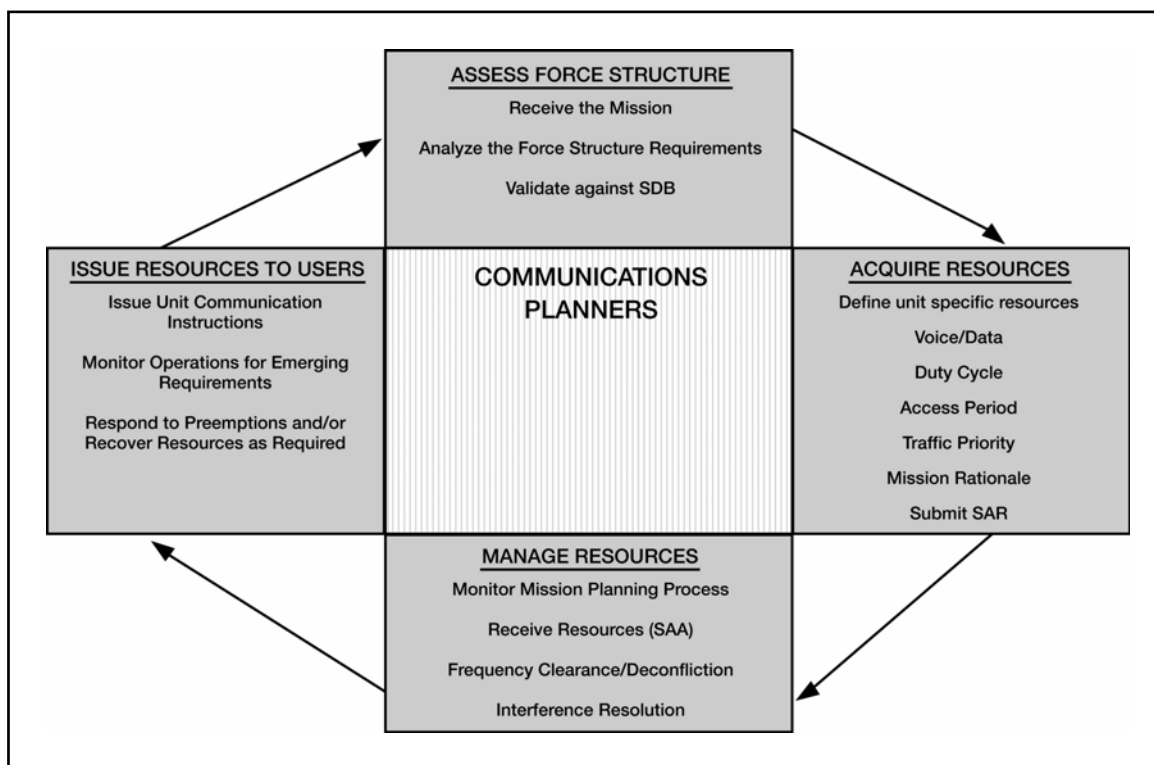 ASSESS FORCE STRUCTURE
Receive the Mission
Analyze the Force Structure Requirements
Validate against SDB
ISSUE RESOURCES TO USERS
Issue Unit Communication
Instructions
Monitor Operations for Emerging
Requirements
Respond to Preemptions and/or
Recover Resources as Required
COMMUNICATIONS
PLANNERS
ACQUIRE RESOURCES
Define unit specific resources
Voice/Data
Duty Cycle
Access Period
Traffic Priority
Mission Rationale
Submit SAR
MANAGE RESOURCES
Monitor Mission Planning Process
Receive Resources (SAA)
Frequency Clearance/Deconfliction
Interference Resolution